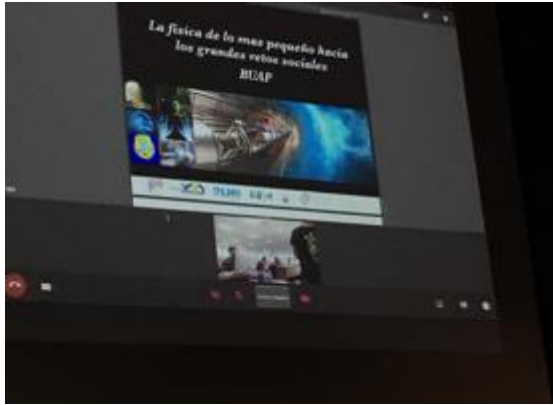 La fisica de lo mas pequeño hacia
los grandes retos sociales
BUAP